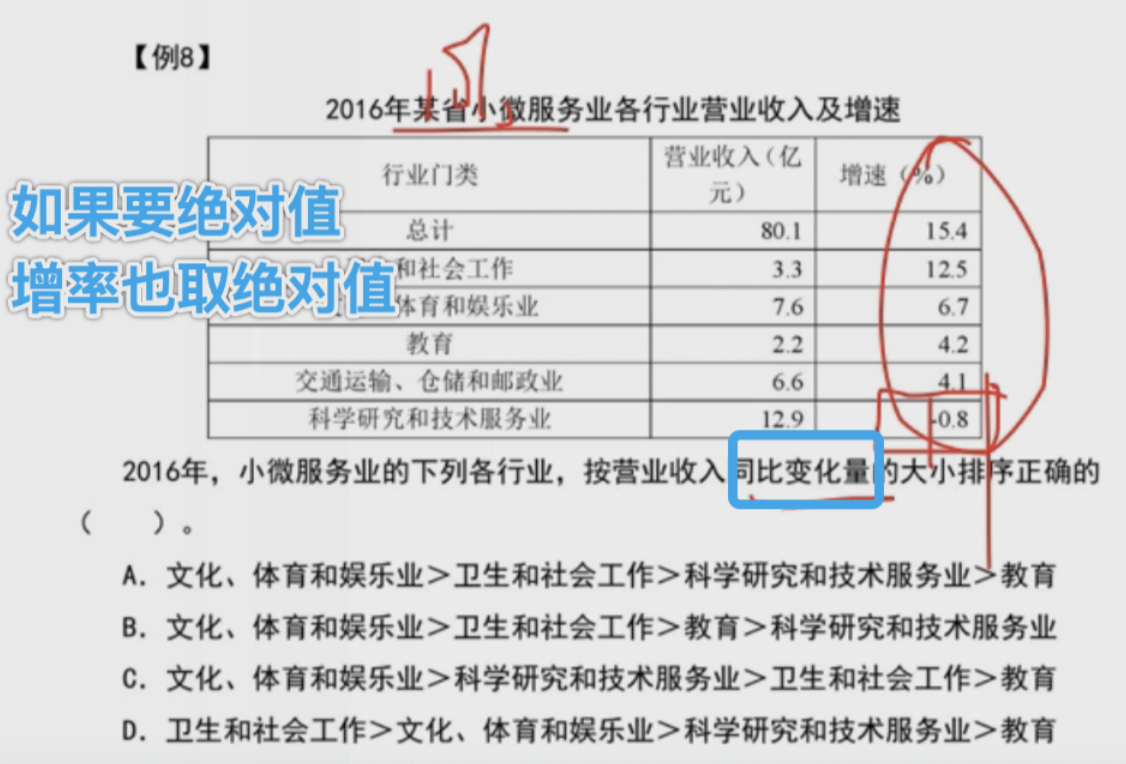 【例8】
2016年某省小微服务业各行业营业收入及增速
行业门类 营业收入(亿元) 增速(%)
如果要绝对值
总计 80.1 15.4
和社会工作 3.3 12.5
增率也取绝对值
体育和娱乐业 7.6 6.7
教育 2.2 4.2
交通运输、仓储和邮政业 6.6 4.1
科学研究和技术服务业 12.9 -0.8
2016年，小微服务业的下列各行业，按营业收入同比变化量的大小排序正确的
（ ）。
A. 文化、体育和娱乐业＞卫生和社会工作＞科学研究和技术服务业＞教育
B. 文化、体育和娱乐业＞卫生和社会工作＞教育＞科学研究和技术服务业
C. 文化、体育和娱乐业＞科学研究和技术服务业＞卫生和社会工作＞教育
D. 卫生和社会工作＞文化、体育和娱乐业＞科学研究和技术服务业＞教育